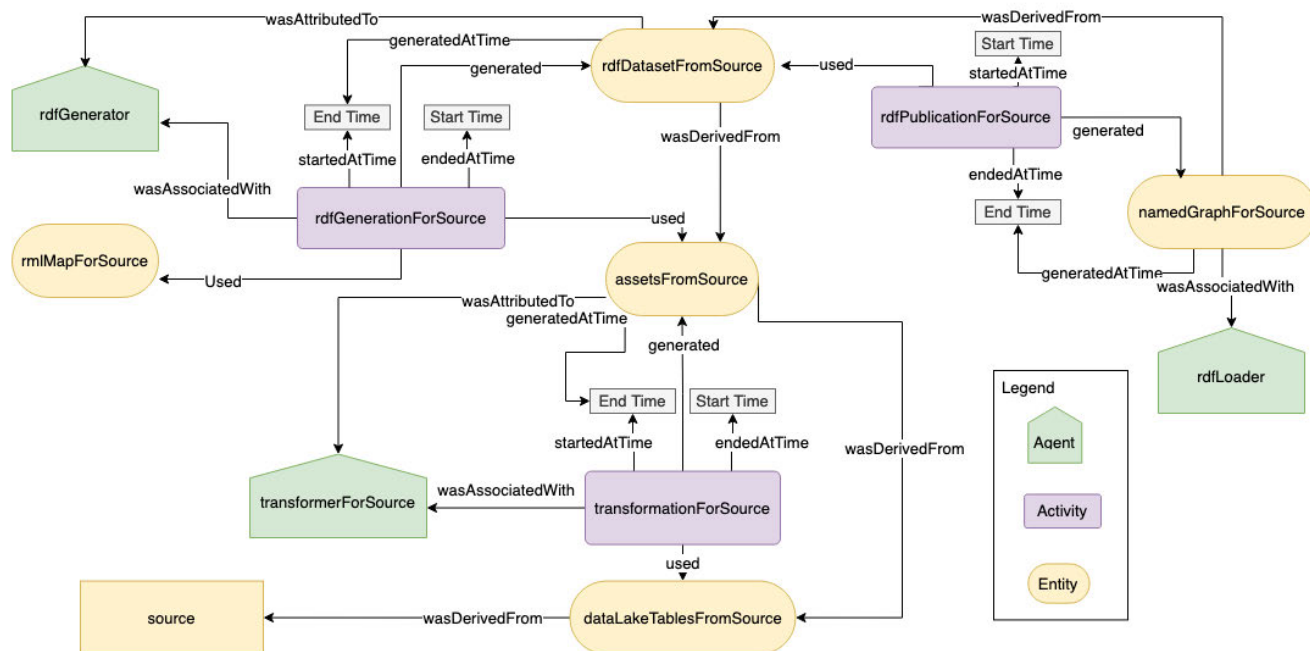 wasAttributedTo
wasDerivedFrom
generatedAtTime
Start Time
rdfDatasetFromSource
used
generated
startedAtTime
rdfGenerator
End Time
Start Time
rdfPublicationForSource
generated
wasDerivedFrom
startedAtTime
endedAtTime
wasAssociatedWith
endedAtTime
rdfGenerationForSource
used
End Time
namedGraphForSource
rmlMapForSource
Used
assetsFromSource
generatedAtTime
wasAssociatedWith
wasAttributedTo
generatedAtTime
generated
rdfLoader
Legend
End Time
Start Time
Agent
startedAtTime
endedAtTime
wasDerivedFrom
transformerForSource
wasAssociatedWith
transformationForSource
Activity
used
source
wasDerivedFrom
dataLakeTablesFromSource
Entity